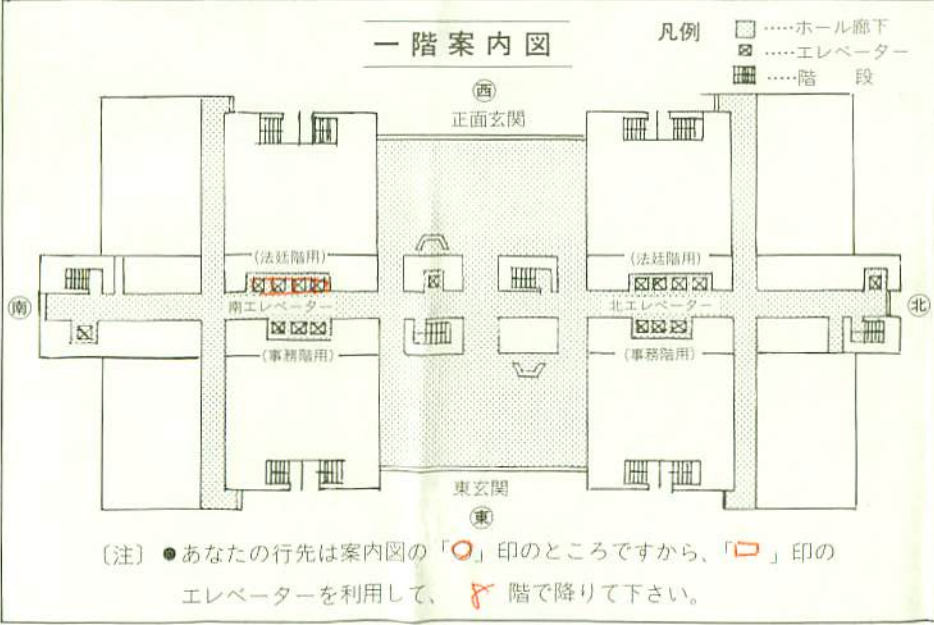 一階案内図
凡例
……ホール廊下
……エレベーター
……階 段
西
正面玄関
(法廷階用)
(法廷階用)
南
南エレベーター
北エレベーター
北
(事務階用)
(事務階用)
東玄関
東
〔注〕 ●あなたの行先は案内図の「○」印のところですから、「□」印の
エレベーターを利用して、 8 階で降りて下さい。